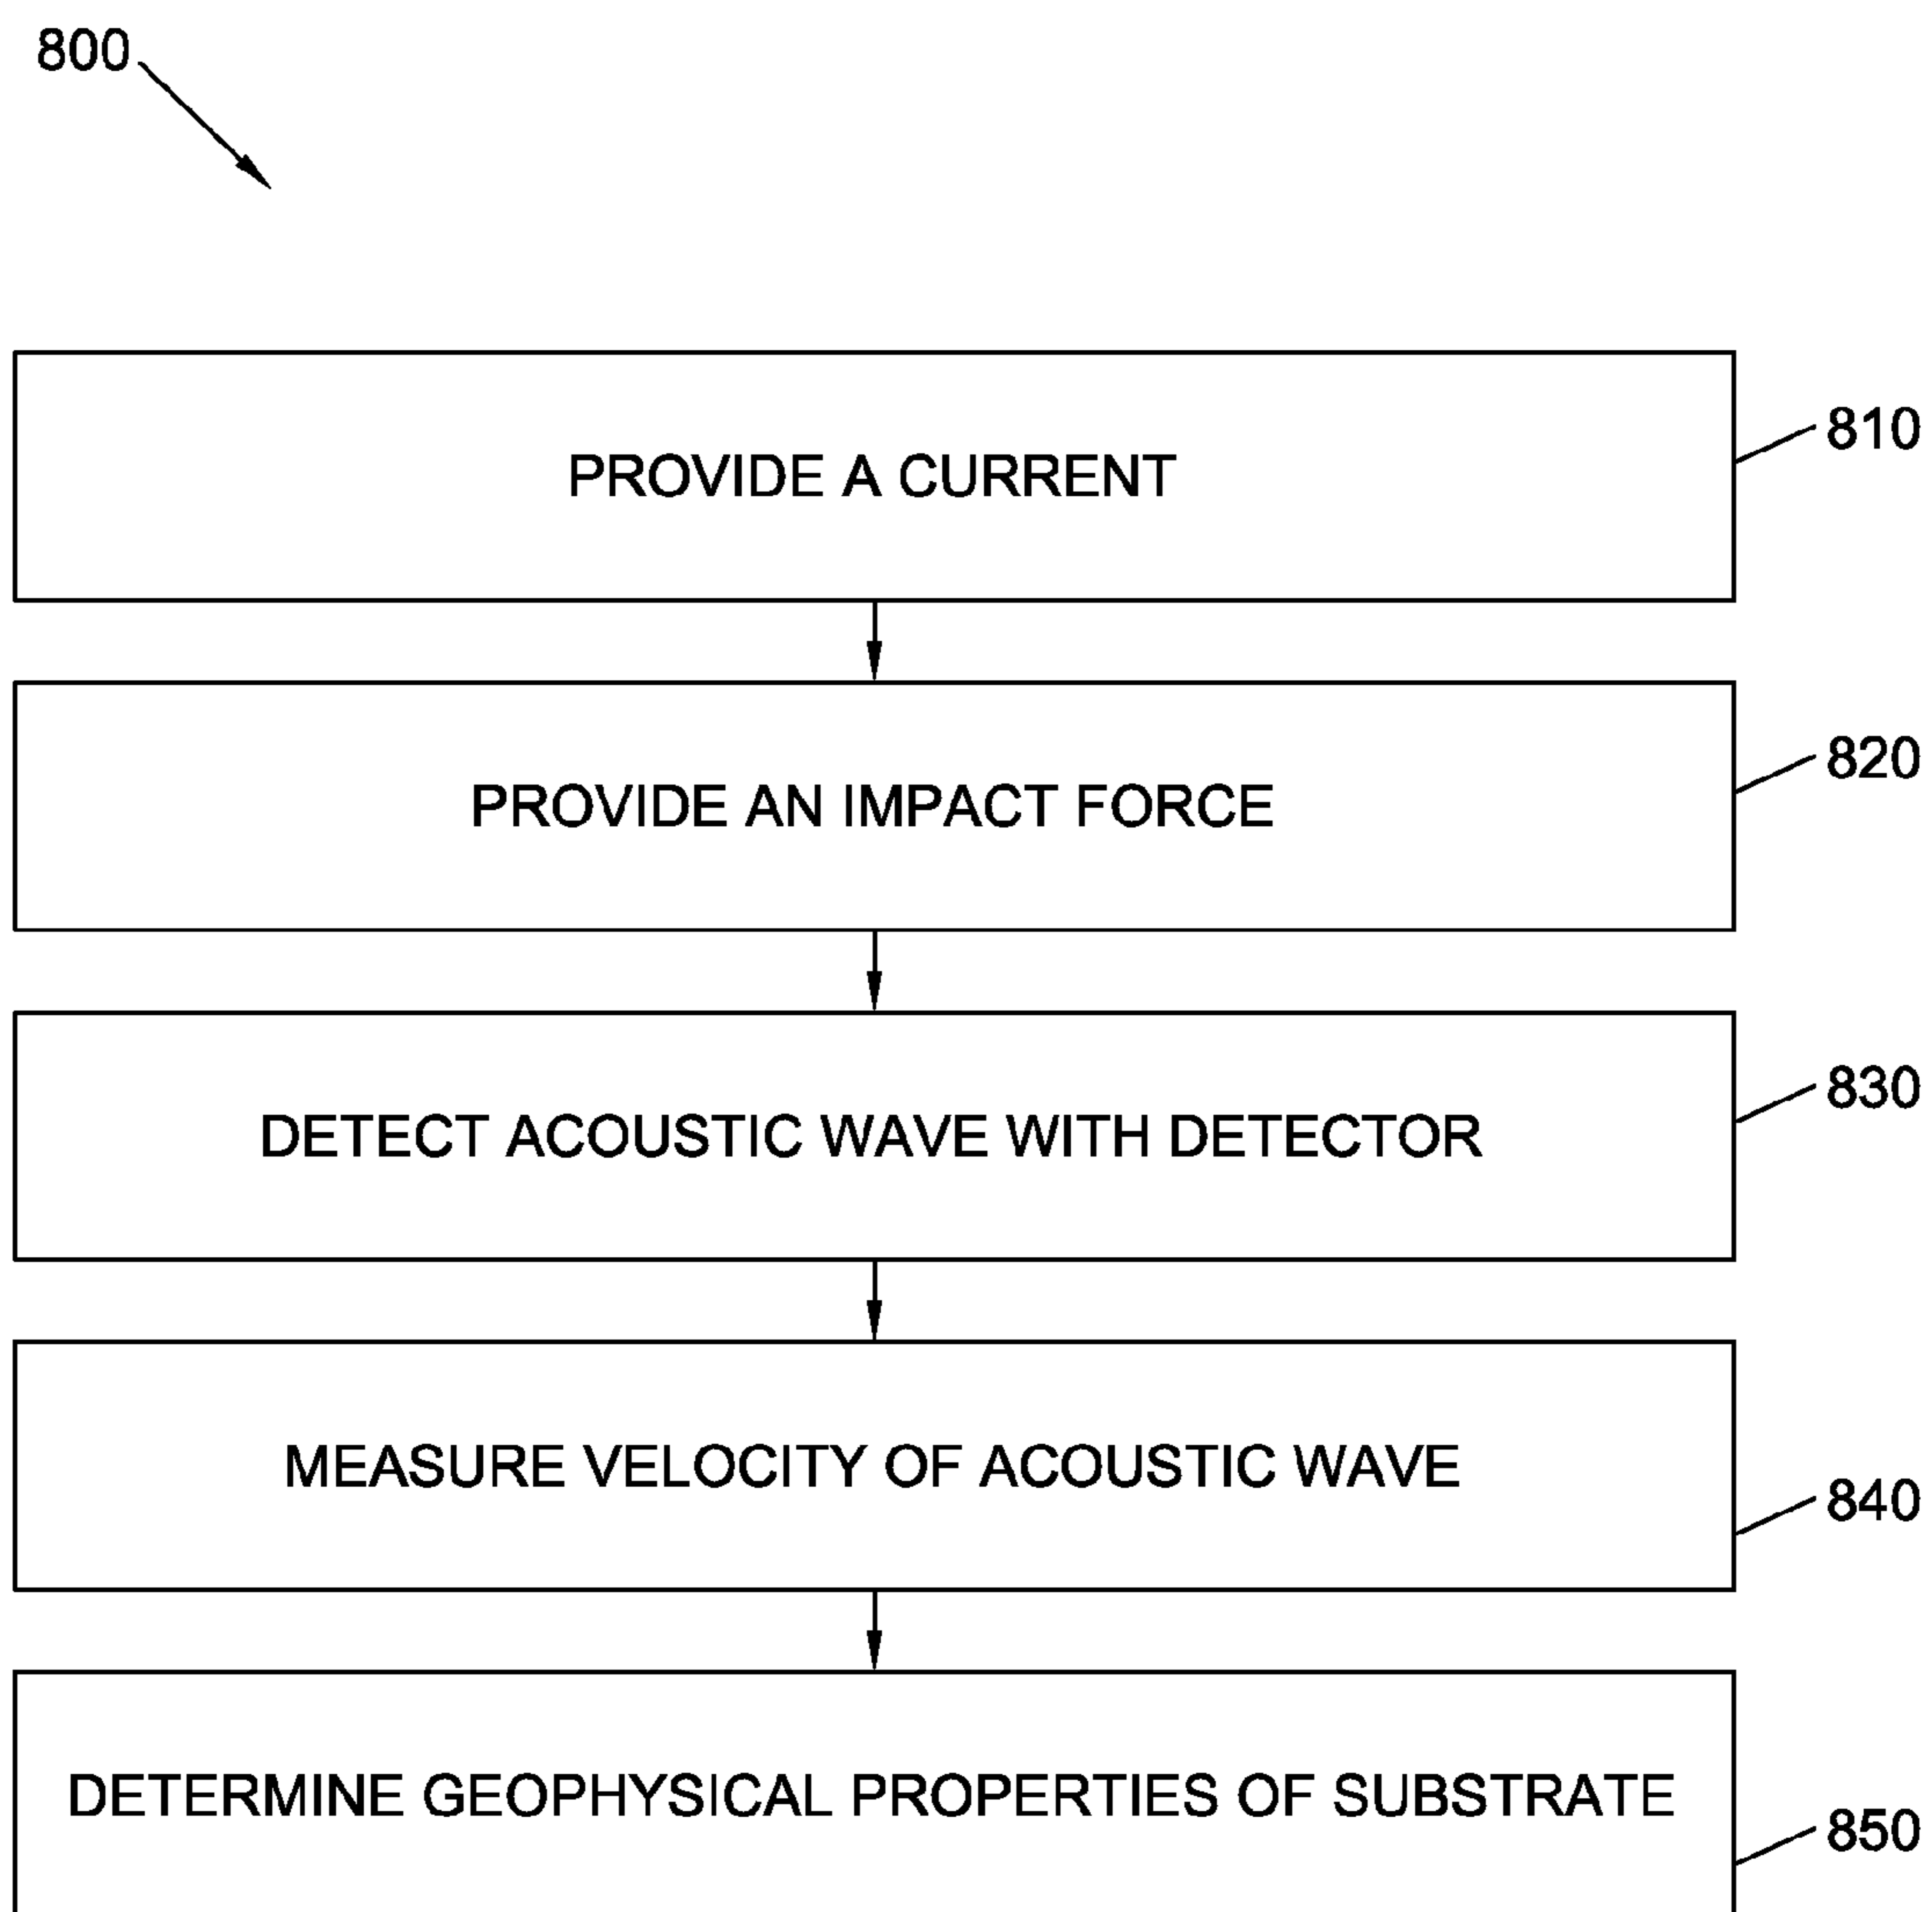 800
PROVIDE A CURRENT
810
PROVIDE AN IMPACT FORCE
820
DETECT ACOUSTIC WAVE WITH DETECTOR
830
MEASURE VELOCITY OF ACOUSTIC WAVE
840
DETERMINE GEOPHYSICAL PROPERTIES OF SUBSTRATE
850